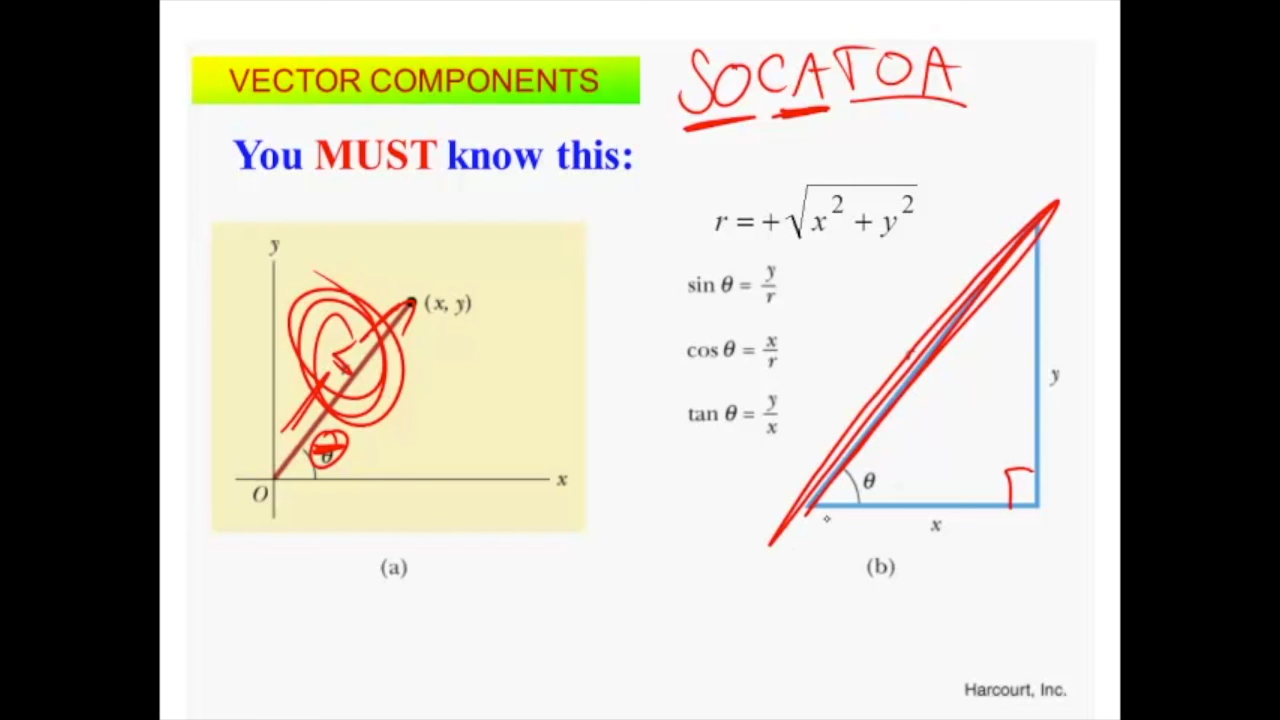 VECTOR COMPONENTS
SOCATOA
You MUST know this:
r = +√x² + y²
sin θ = y/r
cos θ = x/r
tan θ = y/x
y
(x, y)
θ
O
x
y
θ
x
(a)
(b)
Harcourt, Inc.